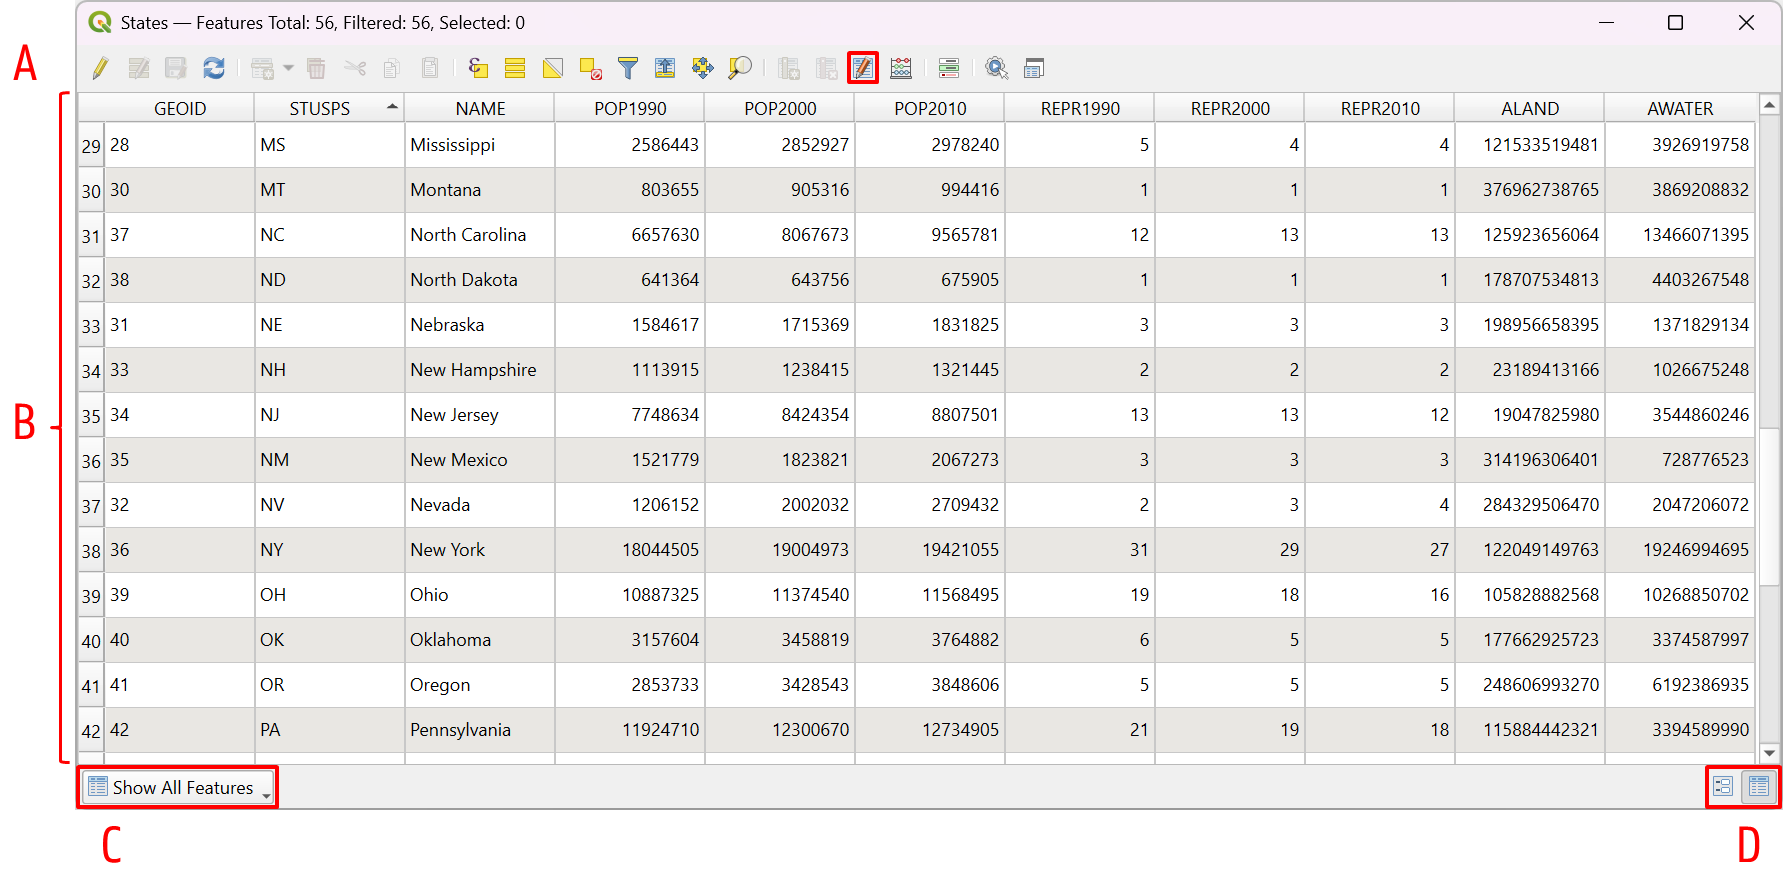 States — Features Total: 56, Filtered: 56, Selected: 0
A
GEOID STUSPS NAME POP1990 POP2000 POP2010 REPR1990 REPR2000 REPR2010 ALAND AWATER
29 28 MS Mississippi 2586443 2852927 2978240 5 4 4 121533519481 3926919758
30 30 MT Montana 803655 905316 994416 1 1 1 376962738765 3869208832
31 37 NC North Carolina 6657630 8067673 9565781 12 13 13 125923656064 13466071395
32 38 ND North Dakota 641364 643756 675905 1 1 1 178707534813 4403267548
33 31 NE Nebraska 1584617 1715369 1831825 3 3 3 198956658395 1371829134
34 33 NH New Hampshire 1113915 1238415 1321445 2 2 2 23189413166 1026675248
35 34 NJ New Jersey 7748634 8424354 8807501 13 13 12 19047825980 3544860246
B
36 35 NM New Mexico 1521779 1823821 2067273 3 3 3 314196306401 728776523
37 32 NV Nevada 1206152 2002032 2709432 2 3 4 284329506470 2047206072
38 36 NY New York 18044505 19004973 19421055 31 29 27 122049149763 19246994695
39 39 OH Ohio 10887325 11374540 11568495 19 18 16 105828882568 10268850702
40 40 OK Oklahoma 3157604 3458819 3764882 6 5 5 177662925723 3374587997
41 41 OR Oregon 2853733 3428543 3848606 5 5 5 248606993270 6192386935
42 42 PA Pennsylvania 11924710 12300670 12734905 21 19 18 115884442321 3394589990
Show All Features
C D